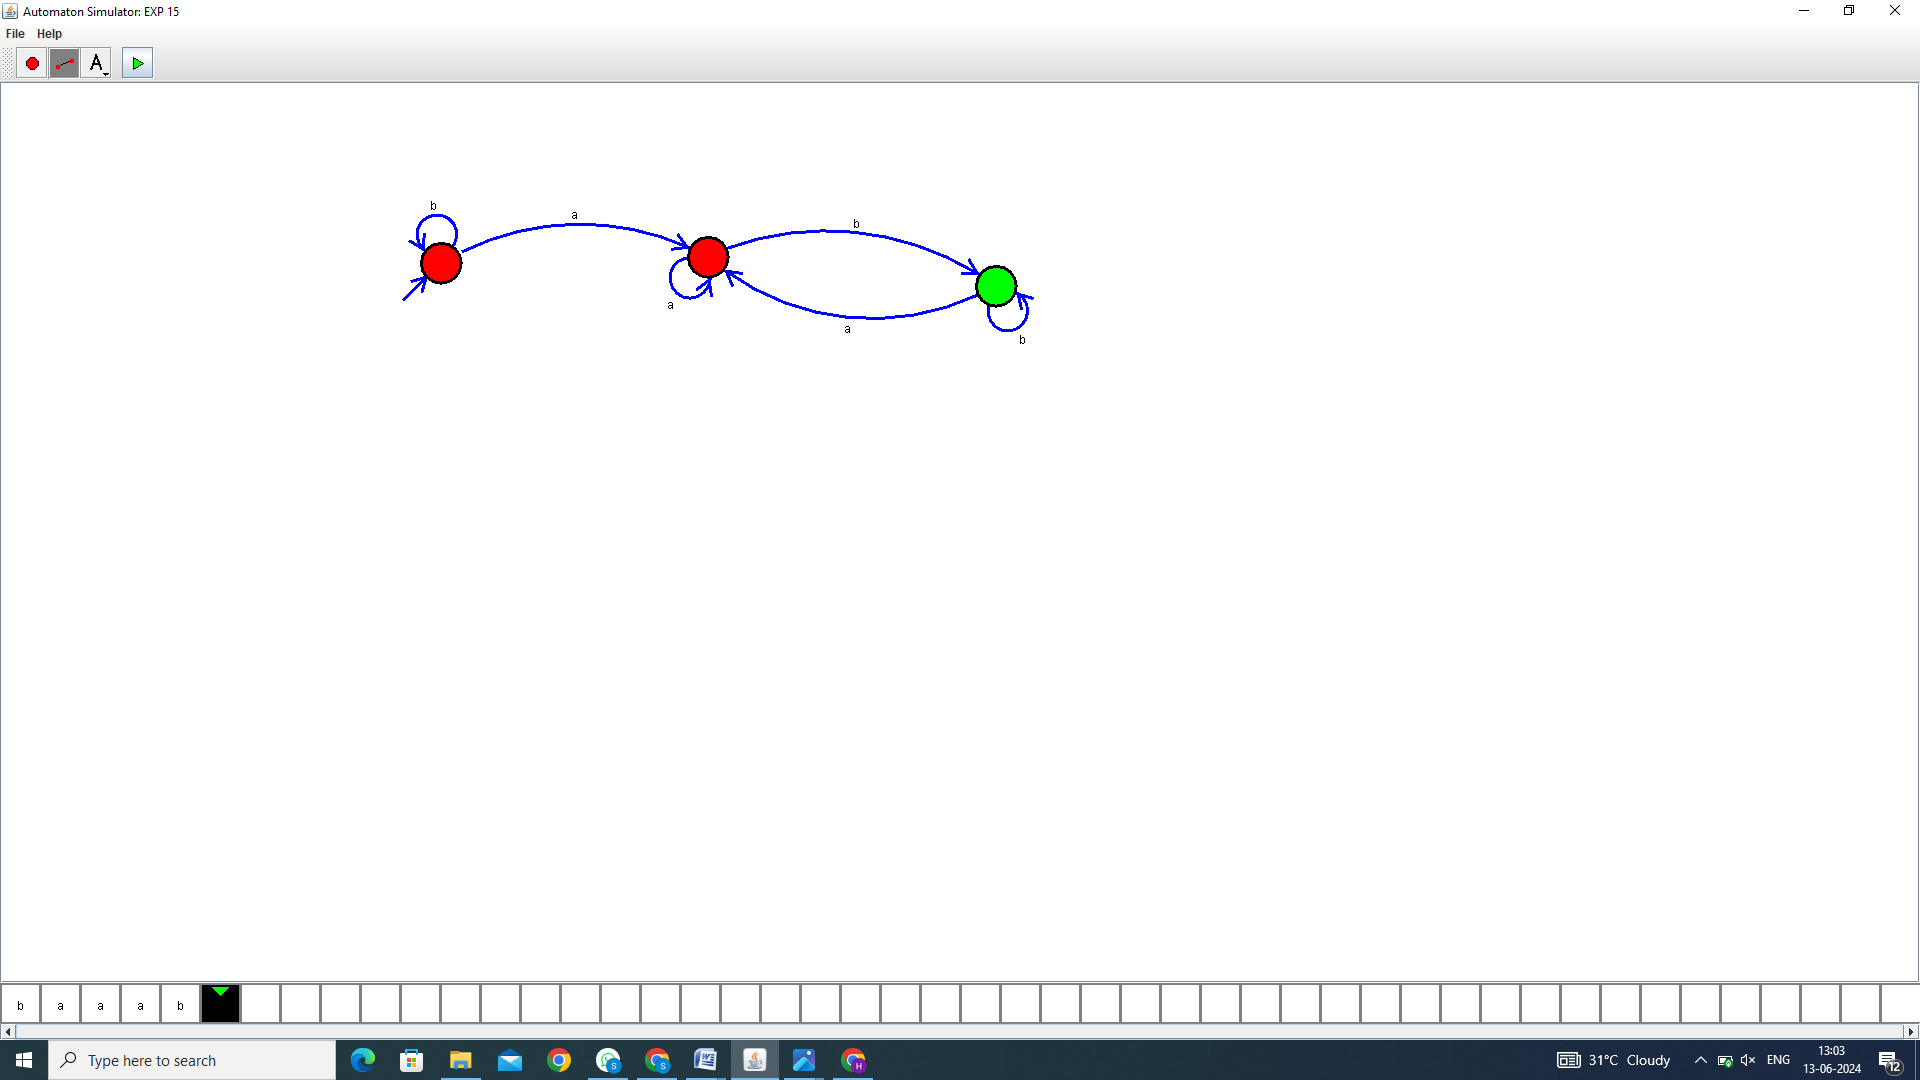 Automaton Simulator: EXP 15
File Help
A
b
a
b
a
a
b
b a a a b
Type here to search
31°C Cloudy
ENG
13:03
13-06-2024
12